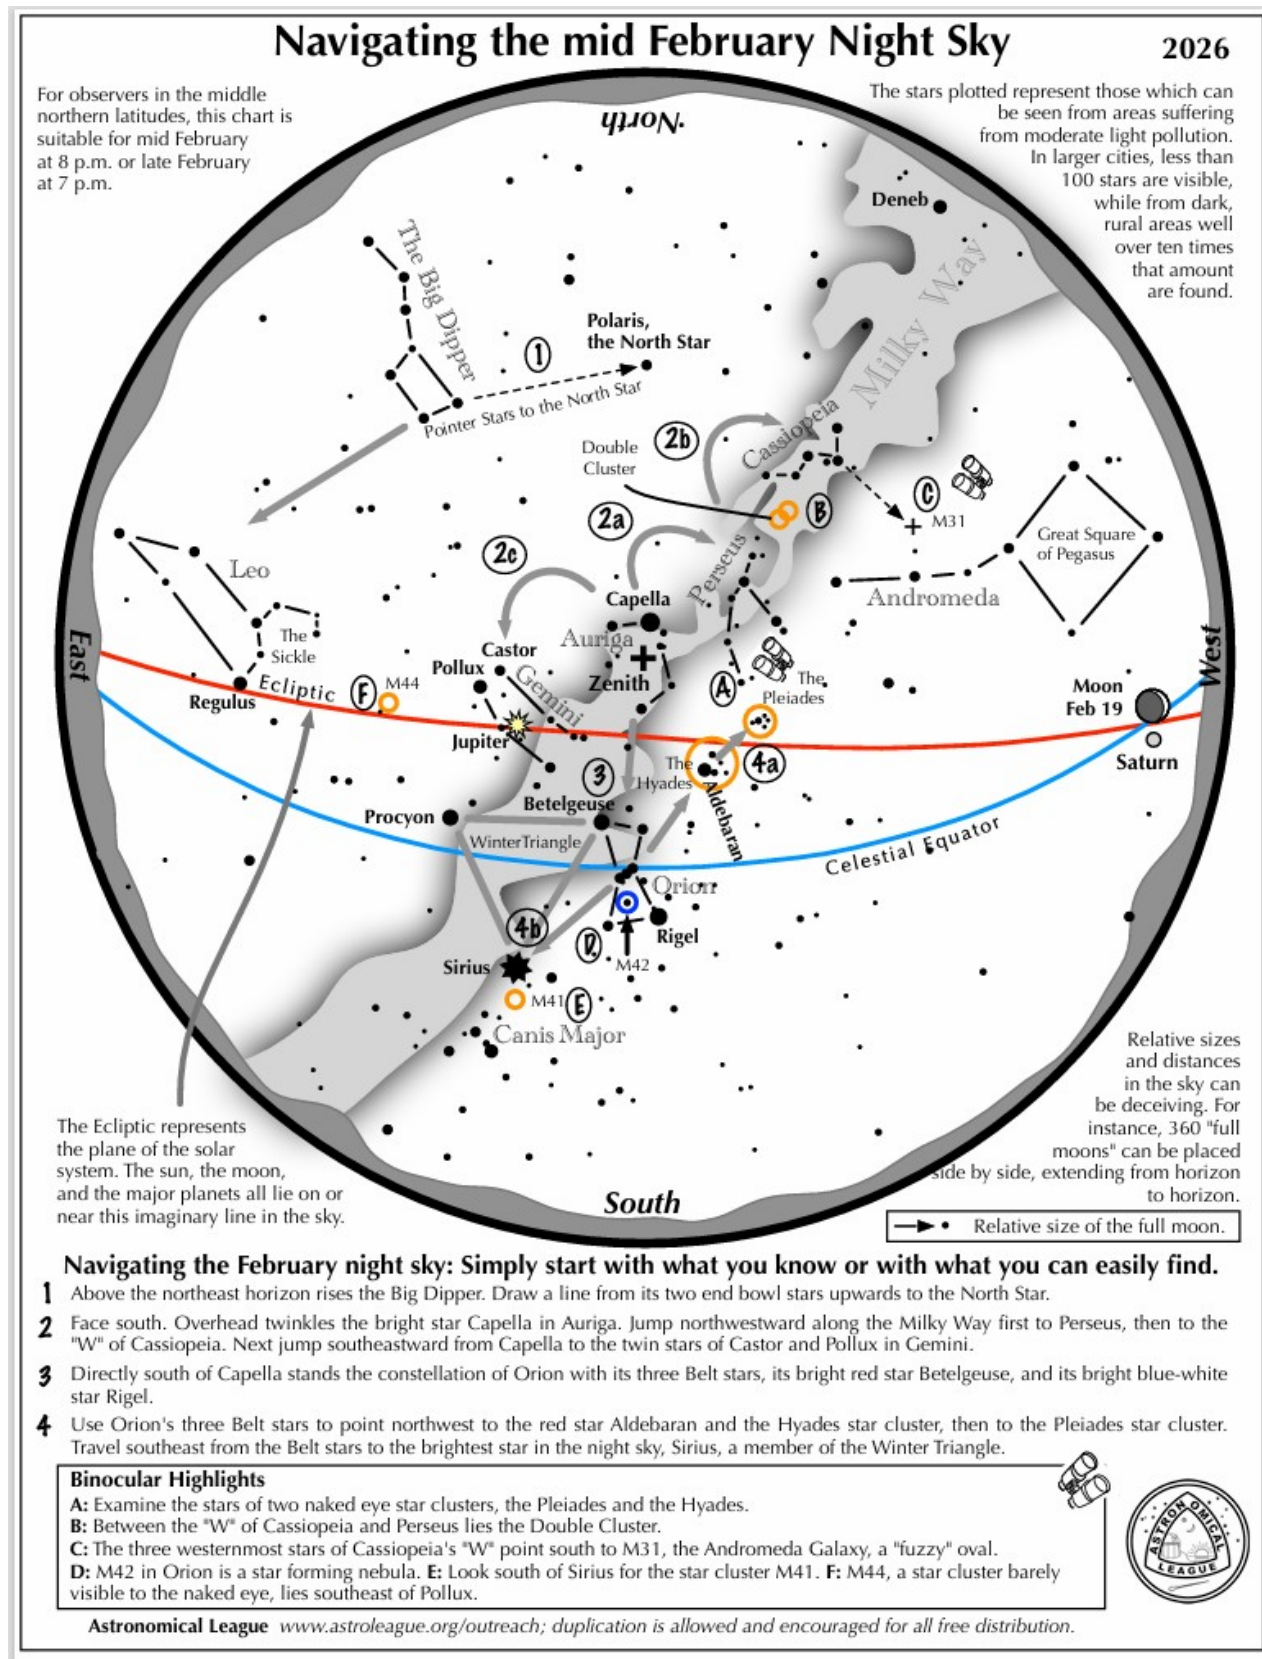 Navigating the mid February Night Sky
2026
For observers in the middle
northern latitudes, this chart is
suitable for mid February
at 8 p.m. or late February
at 7 p.m.
The stars plotted represent those which can
be seen from areas suffering
from moderate light pollution.
In larger cities, less than
100 stars are visible,
while from dark,
rural areas well
over ten times
that amount
are found.
North
Deneb
The Big Dipper
Milky Way
Polaris,
the North Star
1
Pointer Stars to the North Star
Cassiopeia
2b
Double
Cluster
C
M31
B
2a
Great Square
of Pegasus
2c
Perseus
Leo
Andromeda
Capella
The
Sickle
Auriga
East
West
Castor
Pollux
Gemini
Zenith
A
The
Pleiades
Moon
Feb 19
Regulus
Ecliptic
F
M44
Jupiter
Saturn
3
The
Hyades
4a
Aldebaran
Betelgeuse
Procyon
Winter Triangle
Celestial Equator
Orion
4b
D
Rigel
M42
Sirius
M41
E
Canis Major
Relative sizes
and distances
in the sky can
be deceiving. For
instance, 360 "full
moons" can be placed
side by side, extending from horizon
to horizon.
The Ecliptic represents
the plane of the solar
system. The sun, the moon,
and the major planets all lie on or
near this imaginary line in the sky.
South
Relative size of the full moon.
Navigating the February night sky: Simply start with what you know or with what you can easily find.
1 Above the northeast horizon rises the Big Dipper. Draw a line from its two end bowl stars upwards to the North Star.
2 Face south. Overhead twinkles the bright star Capella in Auriga. Jump northwestward along the Milky Way first to Perseus, then to the
"W" of Cassiopeia. Next jump southeastward from Capella to the twin stars of Castor and Pollux in Gemini.
3 Directly south of Capella stands the constellation of Orion with its three Belt stars, its bright red star Betelgeuse, and its bright blue-white
star Rigel.
4 Use Orion's three Belt stars to point northwest to the red star Aldebaran and the Hyades star cluster, then to the Pleiades star cluster.
Travel southeast from the Belt stars to the brightest star in the night sky, Sirius, a member of the Winter Triangle.
Binocular Highlights
A: Examine the stars of two naked eye star clusters, the Pleiades and the Hyades.
B: Between the "W" of Cassiopeia and Perseus lies the Double Cluster.
C: The three westernmost stars of Cassiopeia's "W" point south to M31, the Andromeda Galaxy, a "fuzzy" oval.
D: M42 in Orion is a star forming nebula. E: Look south of Sirius for the star cluster M41. F: M44, a star cluster barely
visible to the naked eye, lies southeast of Pollux.
ASTRONOMICAL
LEAGUE
Astronomical League www.astroleague.org/outreach; duplication is allowed and encouraged for all free distribution.